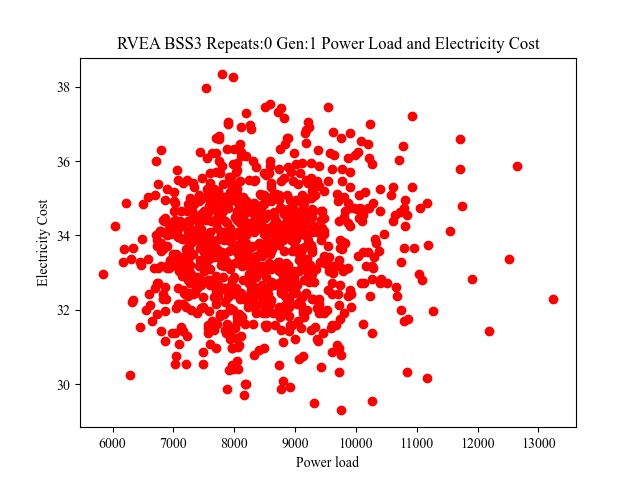 RVEA BSS3 Repeats:0 Gen:1 Power Load and Electricity Cost
38
36
34
32
30
Electricity Cost
6000 7000 8000 9000 10000 11000 12000 13000
Power load